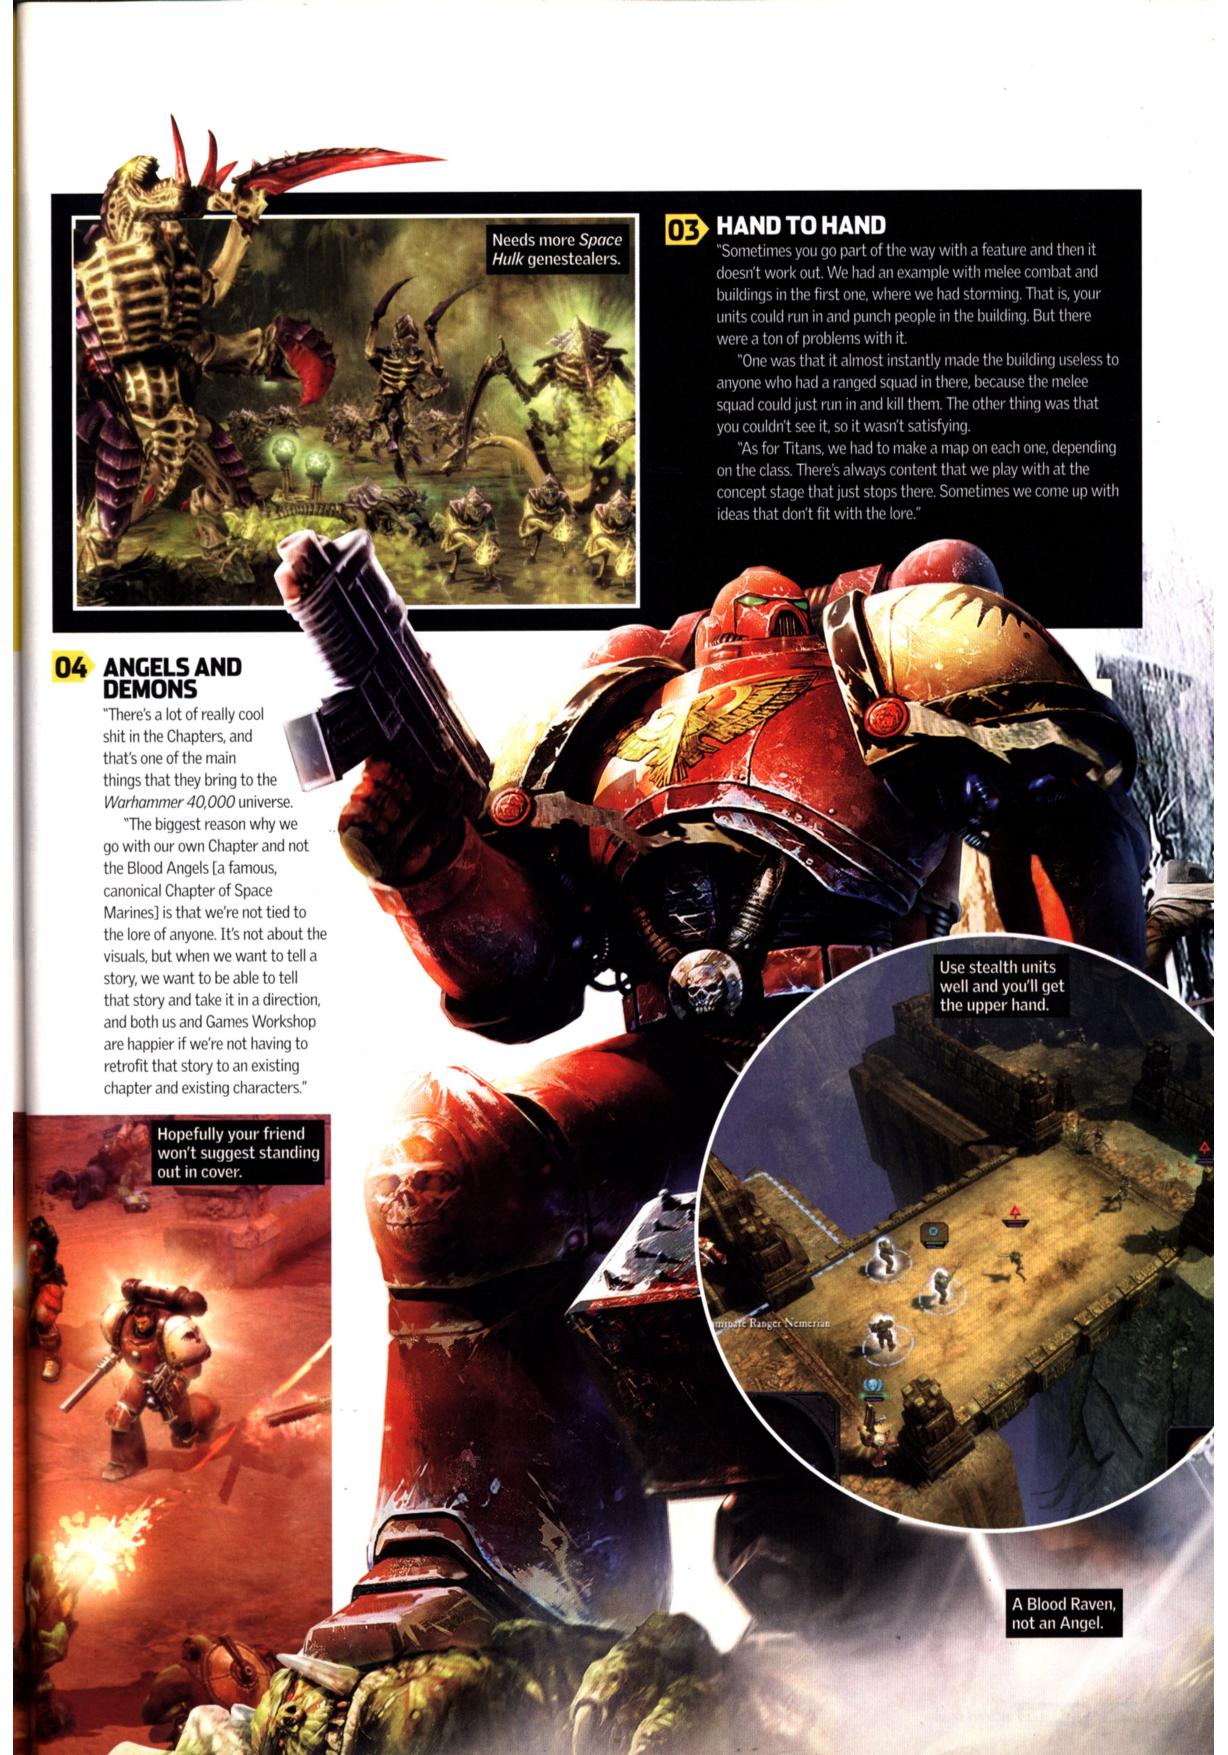 Needs more Space
Hulk genestealers.
03 HAND TO HAND
"Sometimes you go part of the way with a feature and then it
doesn't work out. We had an example with melee combat and
buildings in the first one, where we had storming. That is, your
units could run in and punch people in the building. But there
were a ton of problems with it.
"One was that it almost instantly made the building useless to
anyone who had a ranged squad in there, because the melee
squad could just run in and kill them. The other thing was that
you couldn't see it, so it wasn't satisfying.
"As for Titans, we had to make a map on each one, depending
on the class. There's always content that we play with at the
concept stage that just stops there. Sometimes we come up with
ideas that don't fit with the lore."
04 ANGELS AND
DEMONS
"There's a lot of really cool
shit in the Chapters, and
that's one of the main
things that they bring to the
Warhammer 40,000 universe.
"The biggest reason why we
go with our own Chapter and not
the Blood Angels [a famous,
canonical Chapter of Space
Marines] is that we're not tied to
the lore of anyone. It's not about the
visuals, but when we want to tell a
story, we want to be able to tell
that story and take it in a direction,
and both us and Games Workshop
are happier if we're not having to
retrofit that story to an existing
chapter and existing characters."
Hopefully your friend
won't suggest standing
out in cover.
Use stealth units
well and you'll get
the upper hand.
minate Ranger Nemerian
A Blood Raven,
not an Angel.